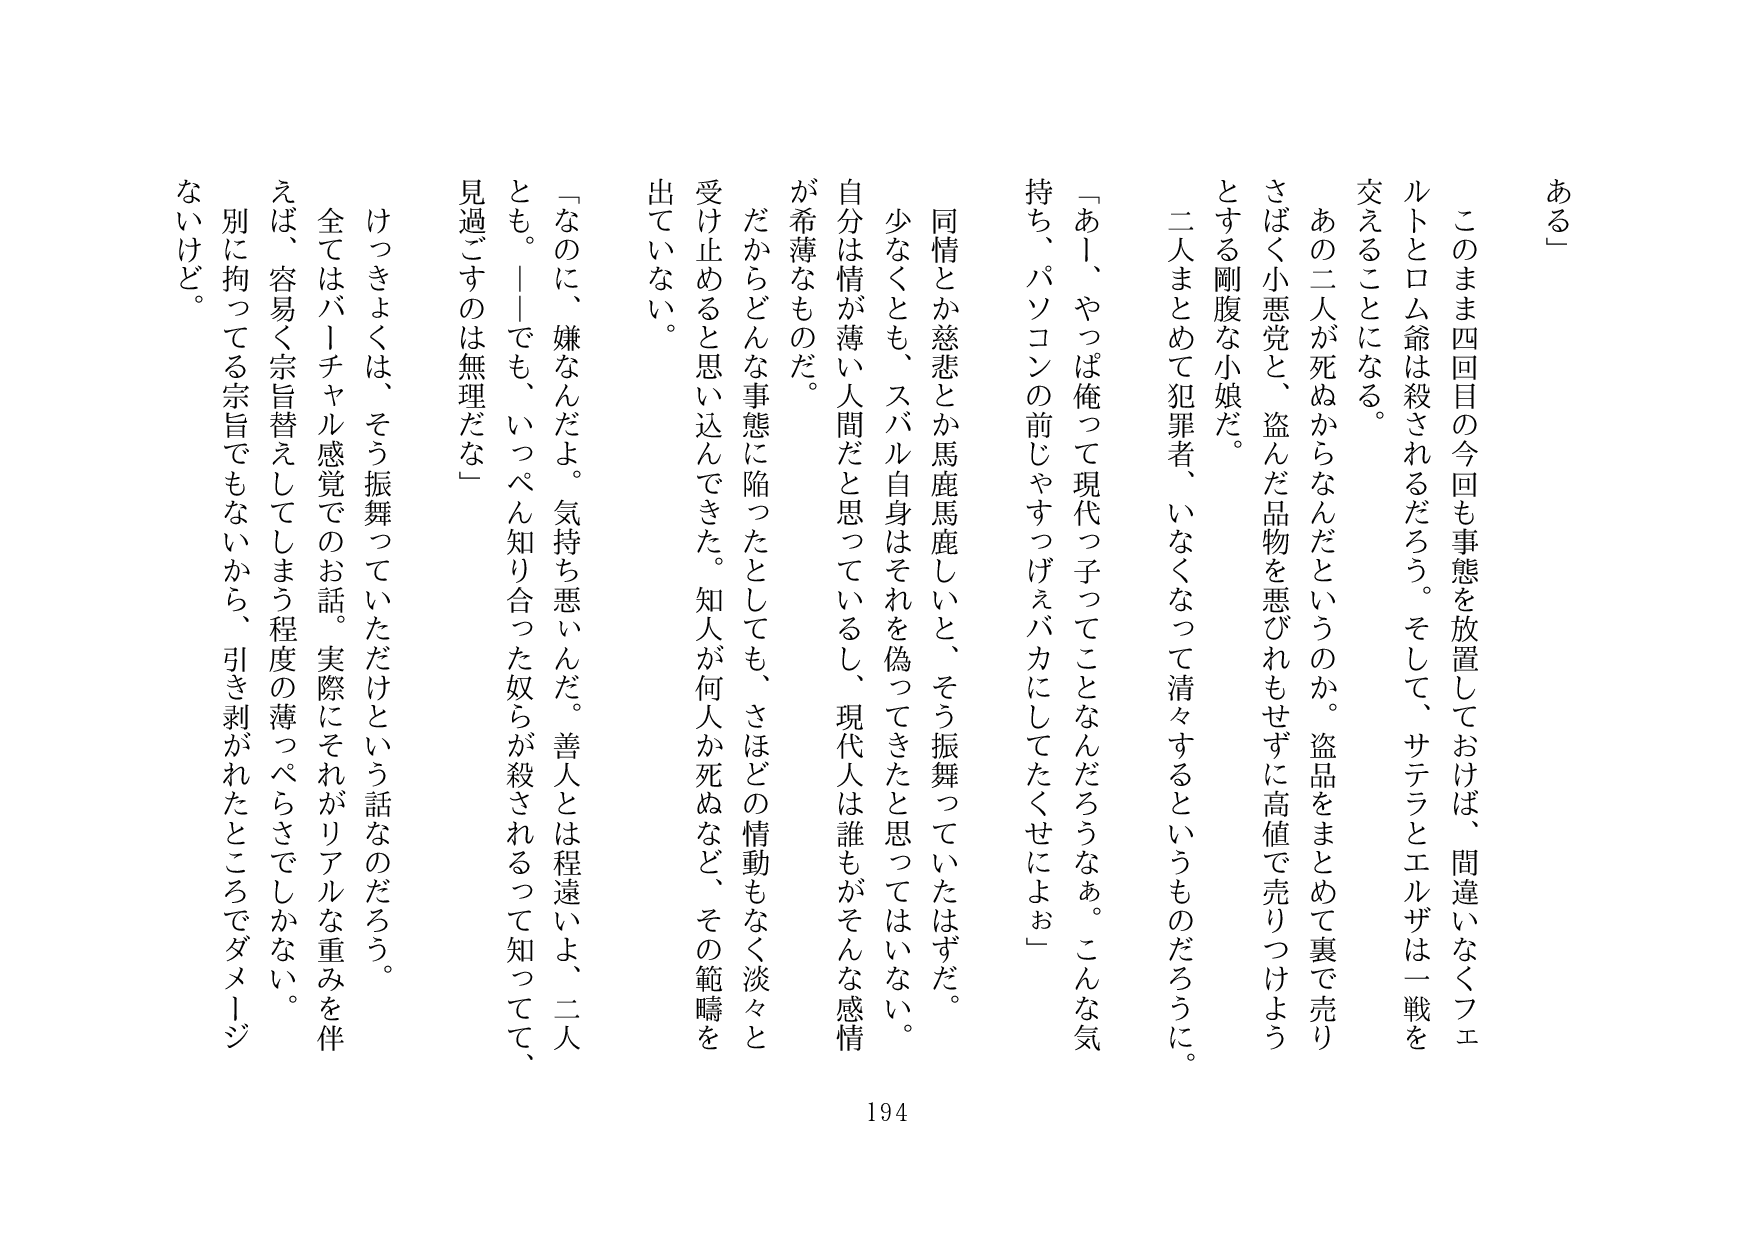 ある」
　このまま四回目の今回も事態を放置しておけば、間違いなくフェ
ルトとロム爺は殺されるだろう。そして、サテラとエルザは一戦を
交えることになる。
　あの二人が死ぬからなんだというのか。盗品をまとめて裏で売り
さばく小悪党と、盗んだ品物を悪びれもせずに高値で売りつけよう
とする剛腹な小娘だ。
　二人まとめて犯罪者、いなくなって清々するというものだろうに。
「あー、やっぱ俺って現代っ子ってことなんだろうなぁ。こんな気
持ち、パソコンの前じゃすっげぇバカにしてたくせによぉ」
　同情とか慈悲とか馬鹿馬鹿しいと、そう振舞っていたはずだ。
　少なくとも、スバル自身はそれを偽ってきたと思ってはいない。
自分は情が薄い人間だと思っているし、現代人は誰もがそんな感情
が希薄なものだ。
　だからどんな事態に陥ったとしても、さほどの情動もなく淡々と
受け止めると思い込んできた。知人が何人か死ぬなど、その範疇を
出ていない。
「なのに、嫌なんだよ。気持ち悪いんだ。善人とは程遠いよ、二人
とも。――でも、いっぺん知り合った奴らが殺されるって知ってて、
見過ごすのは無理だな」
　けっきょくは、そう振舞っていただけという話なのだろう。
　全てはバーチャル感覚でのお話。実際にそれがリアルな重みを伴
えば、容易く宗旨替えしてしまう程度の薄っぺらさでしかない。
　別に拘ってる宗旨でもないから、引き剥がれたところでダメージ
ないけど。
194